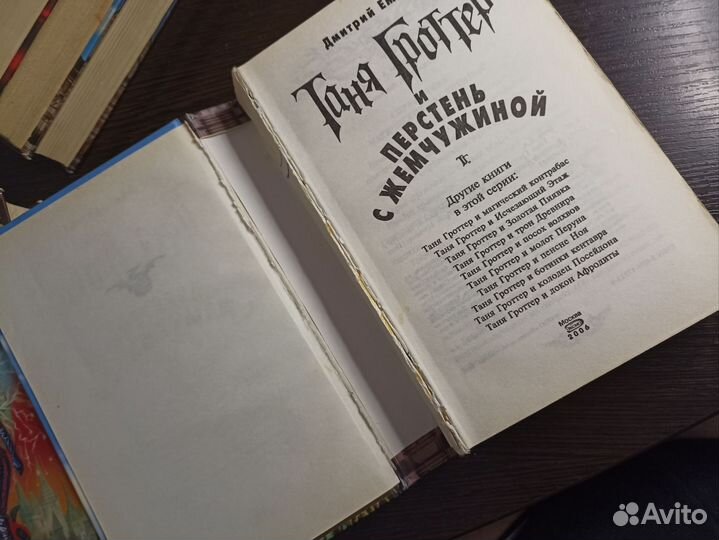 Дмитрий
Таня Гроттер
и
перстень
с жемчужиной
Другие книги
в этой серии:
Таня Гроттер и магический контрабас
Таня Гроттер и Исчезающий Этаж
Таня Гроттер и Золотая Пиявка
Таня Гроттер и трон Древнира
Таня Гроттер и посох волхвов
Таня Гроттер и молот Перуна
Таня Гроттер и пенсне Ноя
Таня Гроттер и ботинки кентавра
Таня Гроттер и колодец Посейдона
Таня Гроттер и локон Афродиты
Москва
ЭКСМО
2006
Avito